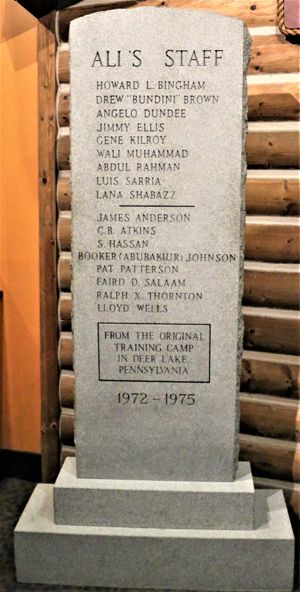 ALI'S STAFF
HOWARD L. BINGHAM
DREW "BUNDINI" BROWN
ANGELO DUNDEE
JIMMY ELLIS
GENE KILROY
WALI MUHAMMAD
ABDUL RAHMAN
LUIS SARRIA
LANA SHABAZZ
JAMES ANDERSON
C.B. ATKINS
S. HASSAN
BOOKER (ABUBAKIUR) JOHNSON
PAT PATTERSON
FAIRD D. SALAAM
RALPH X. THORNTON
LLOYD WELLS
FROM THE ORIGINAL
TRAINING CAMP
IN DEER LAKE,
PENNSYLVANIA
1972 - 1975